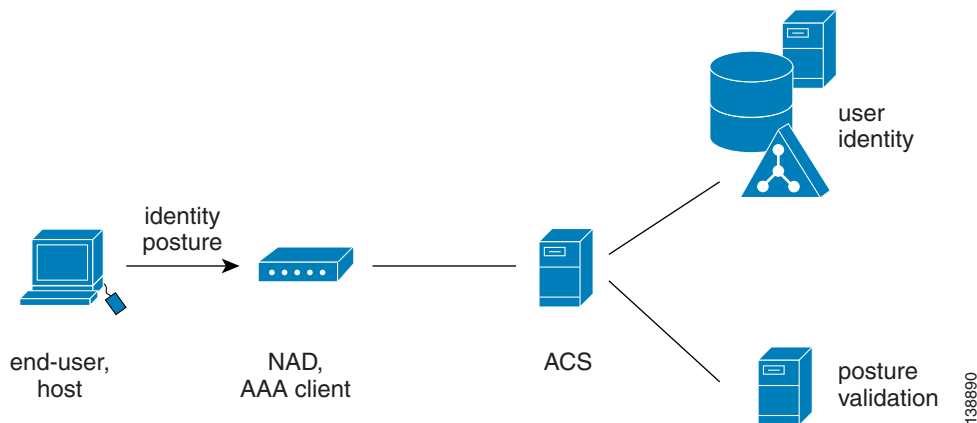 user
identity
identity
posture
end-user,
host
NAD,
AAA client
ACS
posture
validation
138890